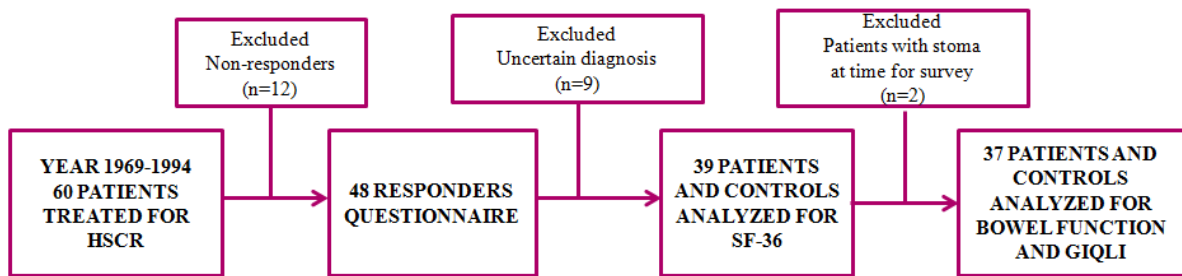 Excluded
Non-responders
(n=12)
Excluded
Uncertain diagnosis
(n=9)
Excluded
Patients with stoma
at time for survey
(n=2)
YEAR 1969-1994
60 PATIENTS
TREATED FOR
HSCR
48 RESPONDERS
QUESTIONNAIRE
39 PATIENTS
AND CONTROLS
ANALYZED FOR
SF-36
37 PATIENTS AND
CONTROLS
ANALYZED FOR
BOWEL FUNCTION
AND GIQLI